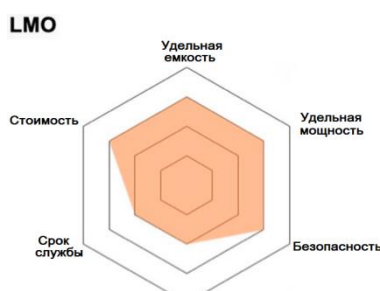 LMO
Удельная
емкость
Стоимость
Удельная
мощность
Срок
службы
Безопасность